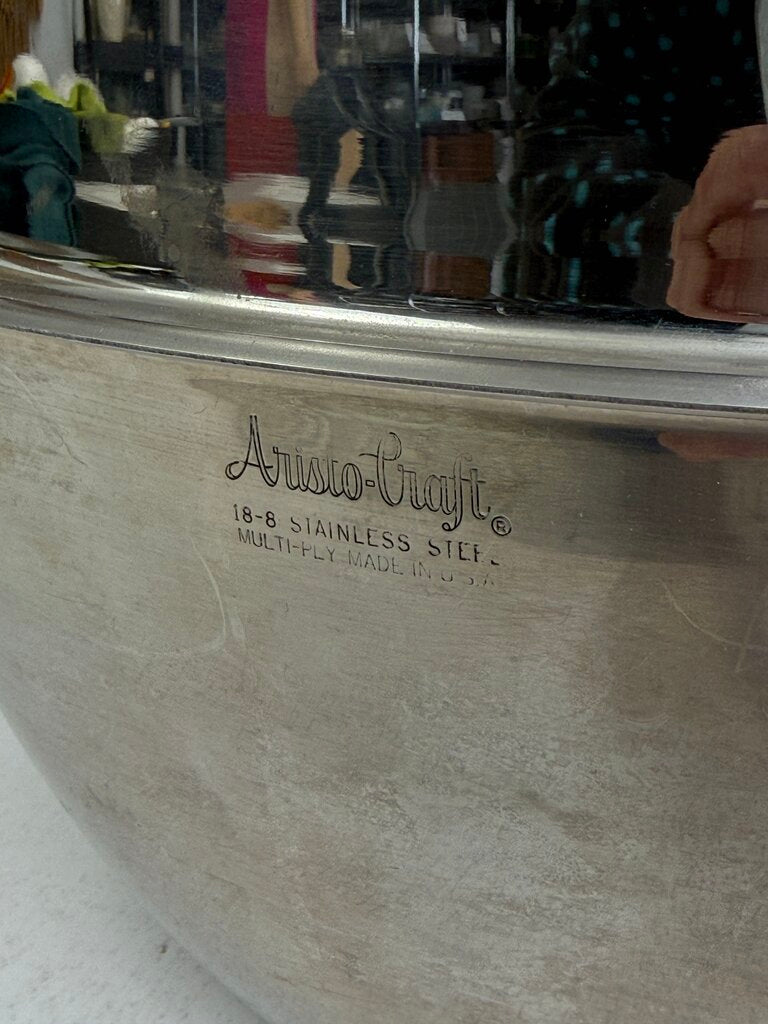 Aristo-Craft®
18-8 STAINLESS STEEL
MULTI-PLY MADE IN U.S.A.